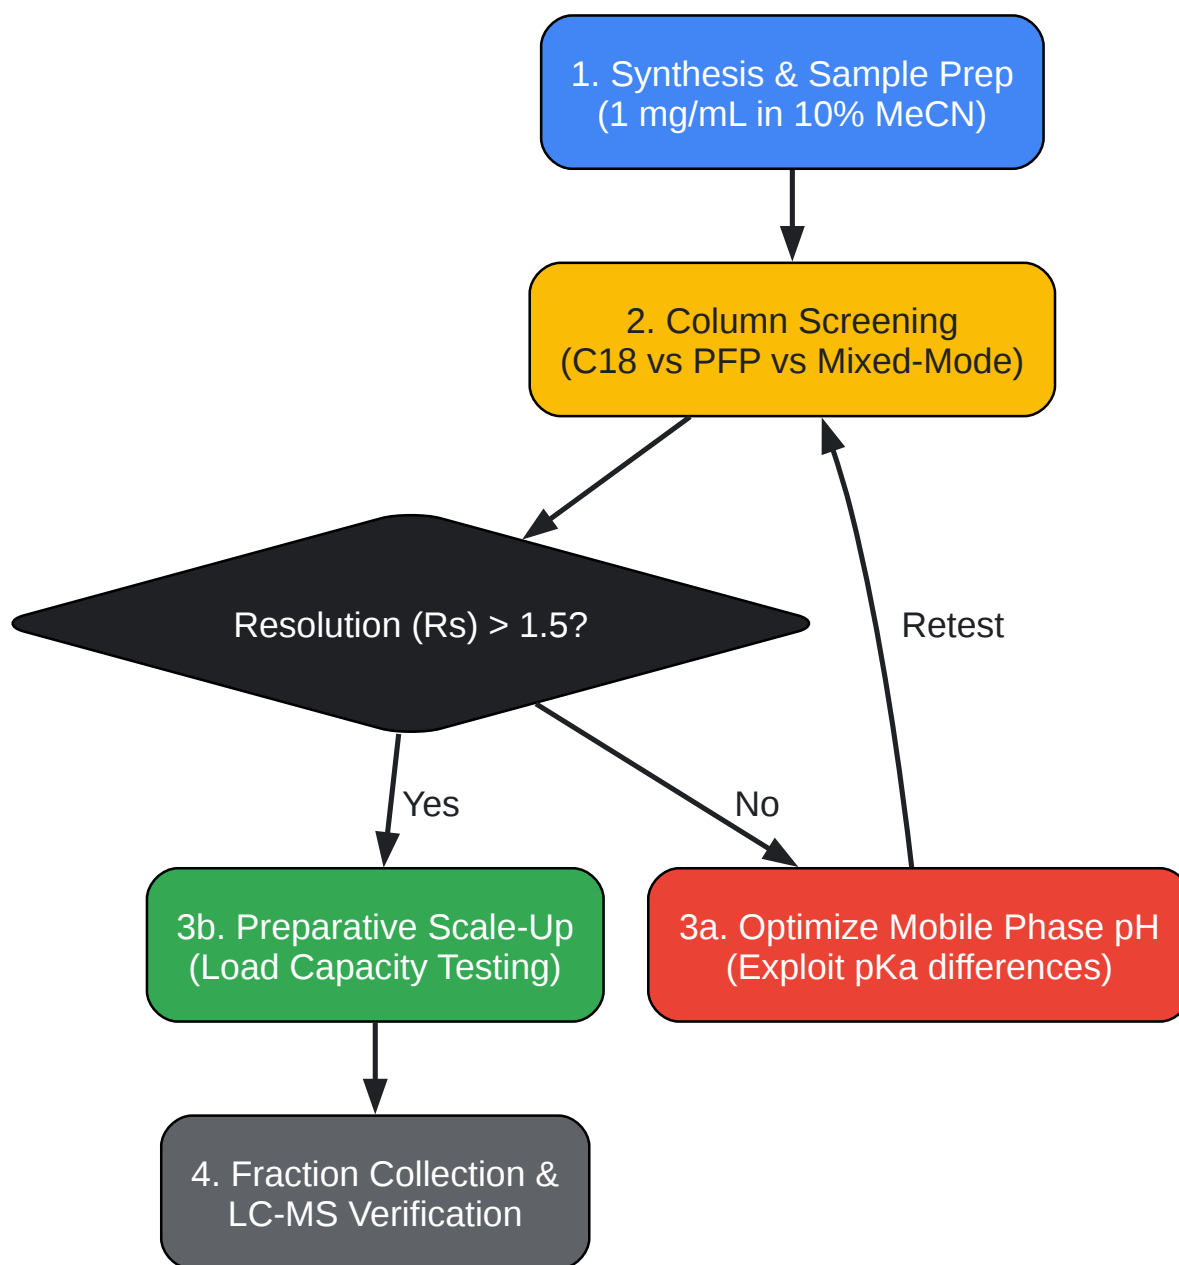 1. Synthesis & Sample Prep
(1 mg/mL in 10% MeCN)
2. Column Screening
(C18 vs PFP vs Mixed-Mode)
Resolution (Rs) > 1.5?
Retest
Yes
No
3b. Preparative Scale-Up
(Load Capacity Testing)
3a. Optimize Mobile Phase pH
(Exploit pKa differences)
4. Fraction Collection &
LC-MS Verification